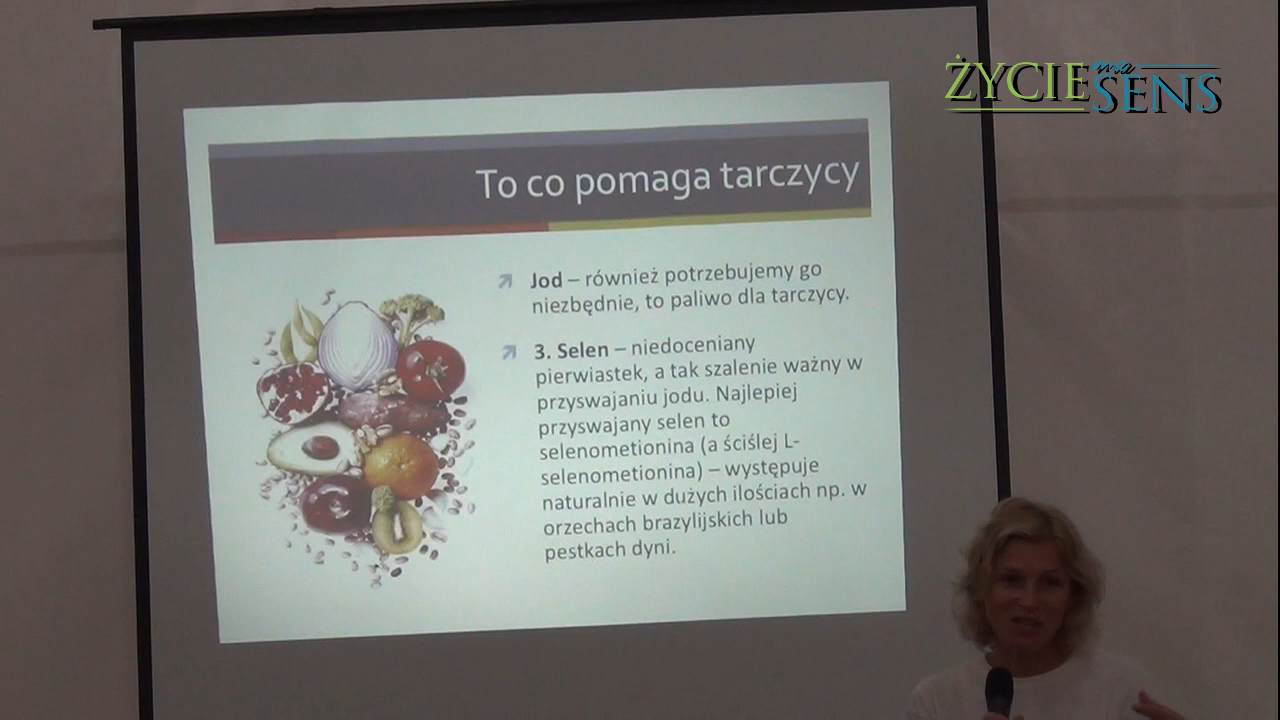 ŻYCIE ma SENS
To co pomaga tarczycy
Jod – również potrzebujemy go
niezbędnie, to paliwo dla tarczycy.
3. Selen – niedoceniany
pierwiastek, a tak szalenie ważny w
przyswajaniu jodu. Najlepiej
przyswajany selen to
selenometionina (a ściślej L-
selenometionina) – występuje
naturalnie w dużych ilościach np. w
orzechach brazylijskich lub
pestkach dyni.